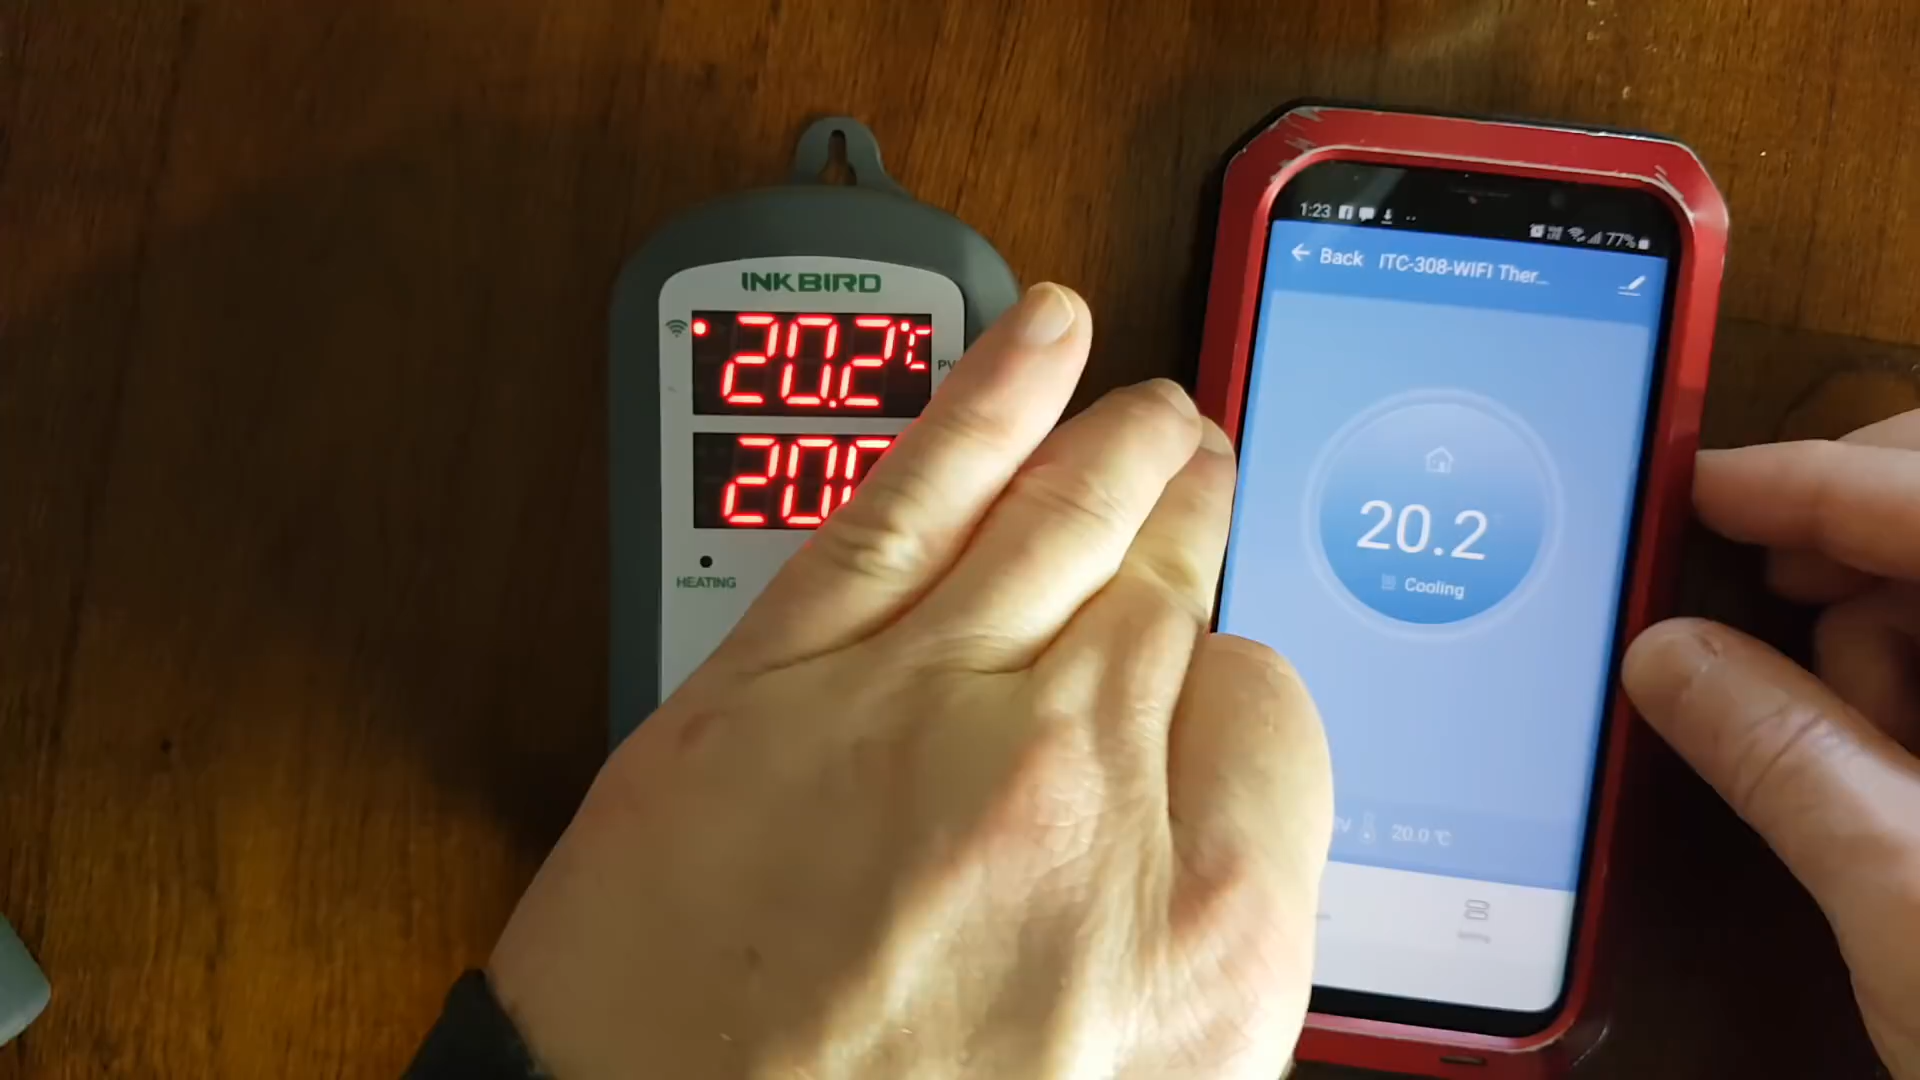 INKBIRD
20.2℃
PV
HEATING
1:23
77%
Back ITC-308-WIFI Ther...
20.2
Cooling
20.0 ℃